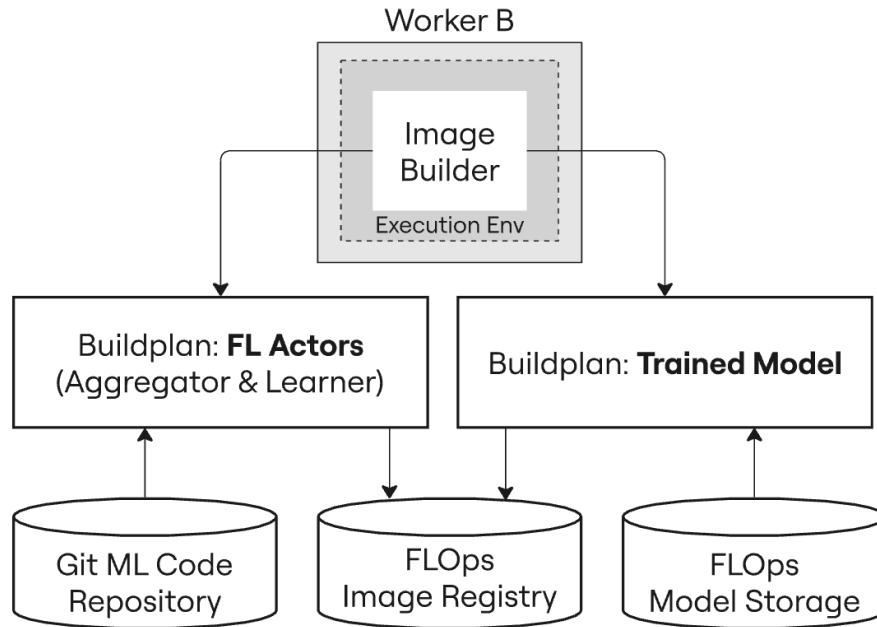 Worker B
Image
Builder
Execution Env
Buildplan: FL Actors
(Aggregator & Learner)
Buildplan: Trained Model
Git ML Code
Repository
FLOps
Image Registry
FLOps
Model Storage